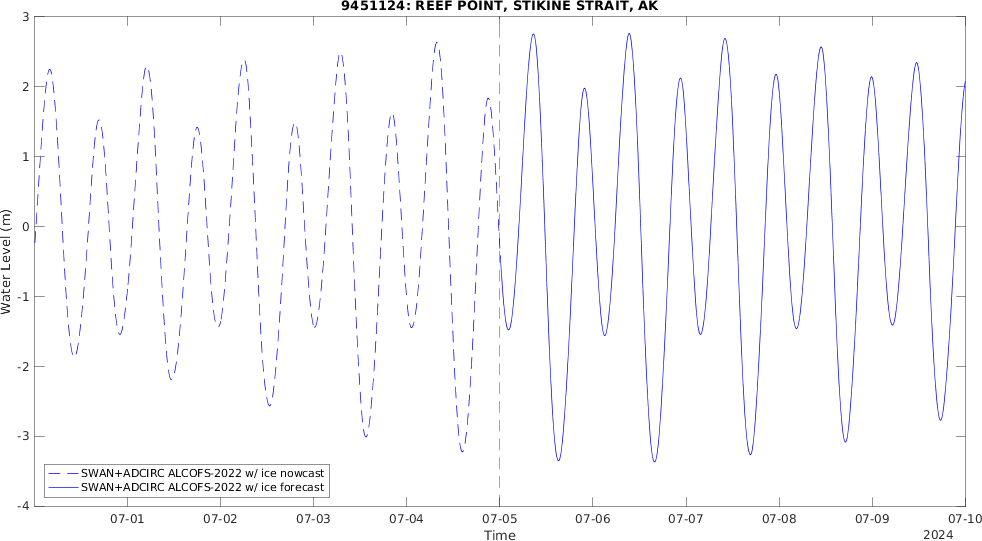 9451124: REEF POINT, STIKINE STRAIT, AK
3
2
1
0
-1
-2
-3
-4
Water Level (m)
SWAN+ADCIRC ALCOFS-2022 w/ ice nowcast
SWAN+ADCIRC ALCOFS-2022 w/ ice forecast
07-01 07-02 07-03 07-04 07-05 07-06 07-07 07-08 07-09 07-10
Time
2024